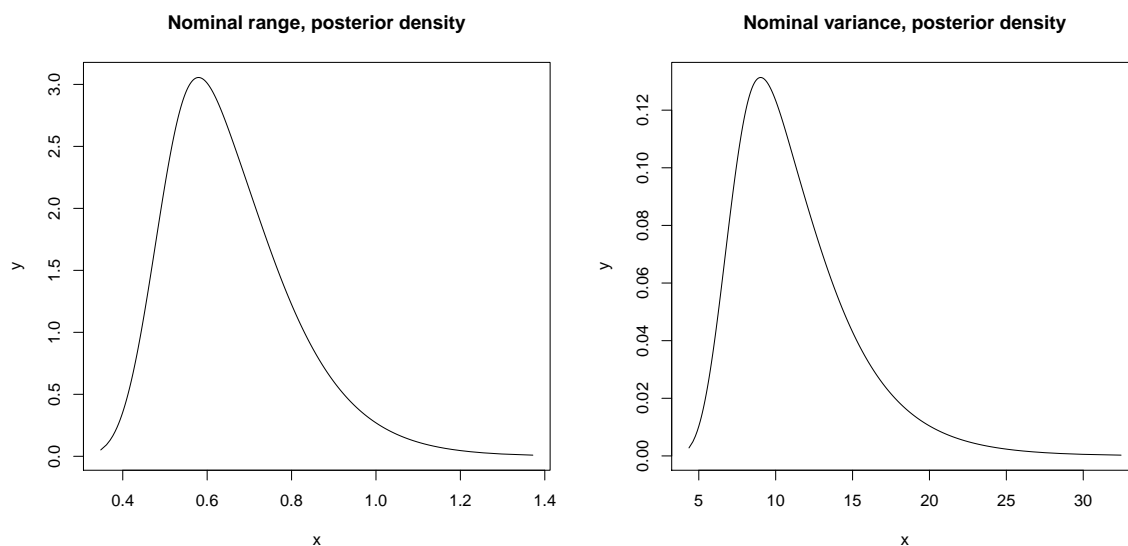 Nominal range, posterior density
y
0.0 0.5 1.0 1.5 2.0 2.5 3.0
0.4 0.6 0.8 1.0 1.2 1.4
x
Nominal variance, posterior density
y
0.00 0.02 0.04 0.06 0.08 0.10 0.12
5 10 15 20 25 30
x